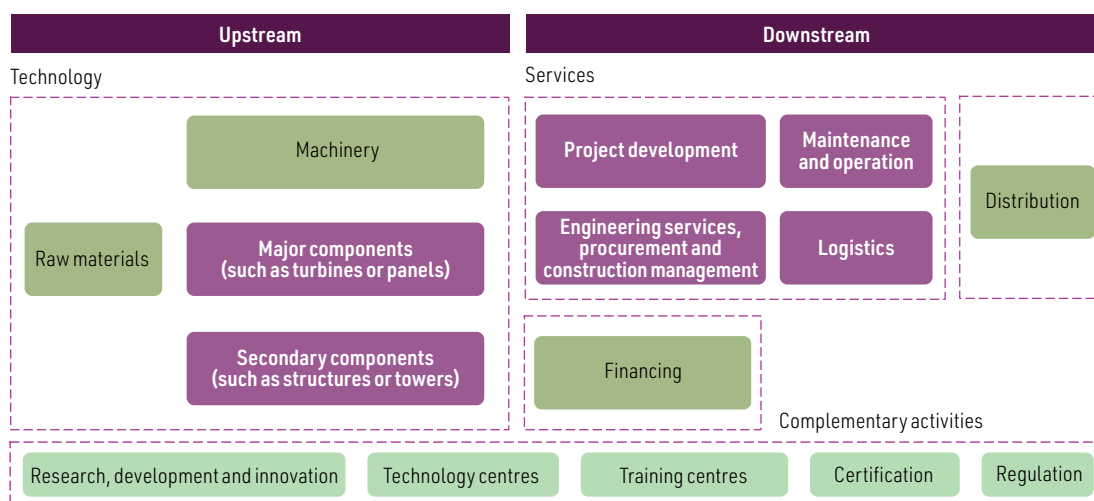 Upstream
Downstream
Technology
Services
Machinery
Raw materials
Major components
(such as turbines or panels)
Secondary components
(such as structures or towers)
Project development
Maintenance
and operation
Engineering services,
procurement and
construction management
Logistics
Distribution
Financing
Complementary activities
Research, development and innovation
Technology centres
Training centres
Certification
Regulation